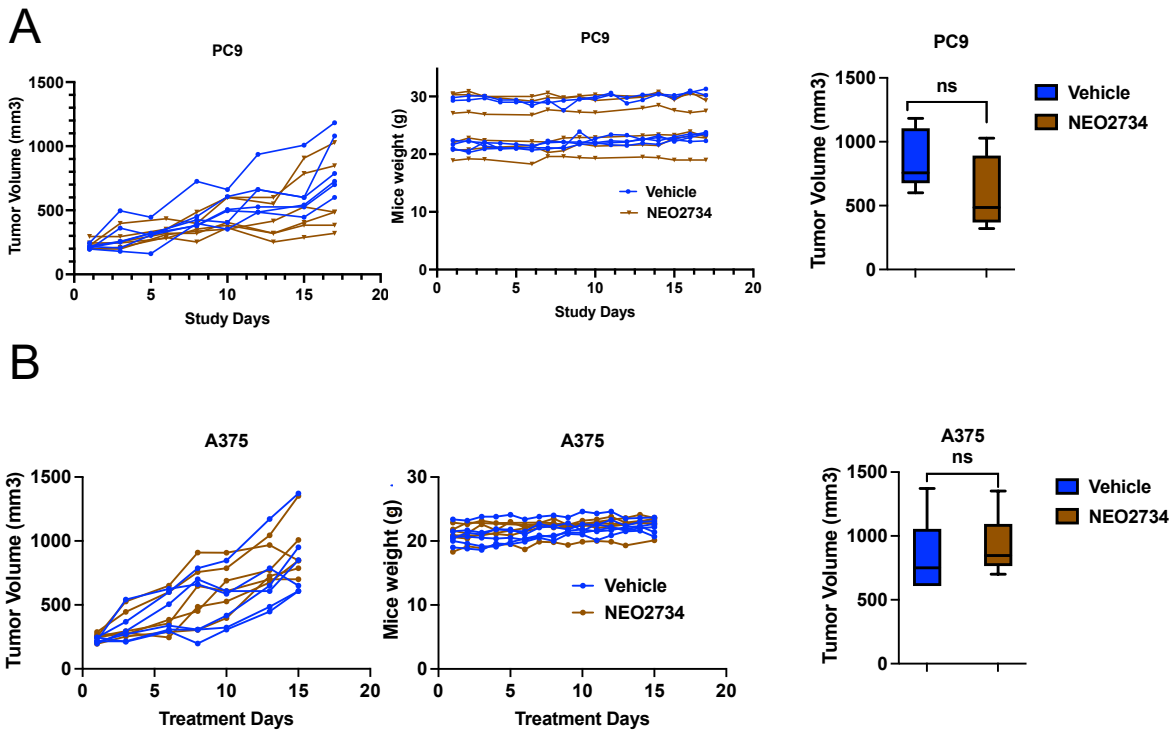 A
PC9
Tumor Volume (mm3)
1500
1000
500
0
0 5 10 15 20
Study Days
PC9
Mice weight (g)
30
20
10
0
0 5 10 15 20
Study Days
Vehicle
NEO2734
PC9
Tumor Volume (mm3)
1500
1000
500
0
ns
Vehicle
NEO2734
B
A375
Tumor Volume (mm3)
1500
1000
500
0
0 5 10 15 20
Treatment Days
A375
Mice weight (g)
30
20
10
0
0 5 10 15 20
Treatment Days
Vehicle
NEO2734
A375
ns
Tumor Volume (mm3)
1500
1000
500
0
Vehicle
NEO2734